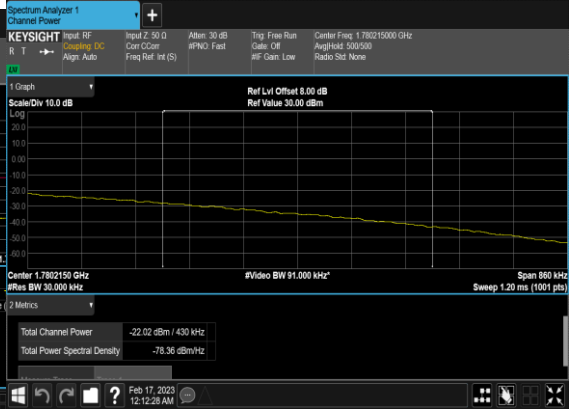 Spectrum Analyzer 1
Channel Power
KEYSIGHT Input: RF Input Z: 50 Ω Atten: 30 dB Trig: Free Run Center Freq: 1.780215000 GHz
R T Coupling: DC Corr CCorr #PNO: Fast Gate: Off Avg|Hold: 500/500
Align: Auto Freq Ref: Int (S) #IF Gain: Low Radio Std: None
1 Graph
Ref Lvl Offset 8.00 dB
Scale/Div 10.0 dB Ref Value 30.00 dBm
Log
20.0
10.0
0.00
-10.0
-20.0
-30.0
-40.0
-50.0
-60.0
Center 1.7802150 GHz #Video BW 91.000 kHz* Span 860 kHz
#Res BW 30.000 kHz Sweep 1.20 ms (1001 pts)
2 Metrics
Total Channel Power -22.02 dBm / 430 kHz
Total Power Spectral Density -78.36 dBm/Hz
Feb 17, 2023
12:12:28 AM